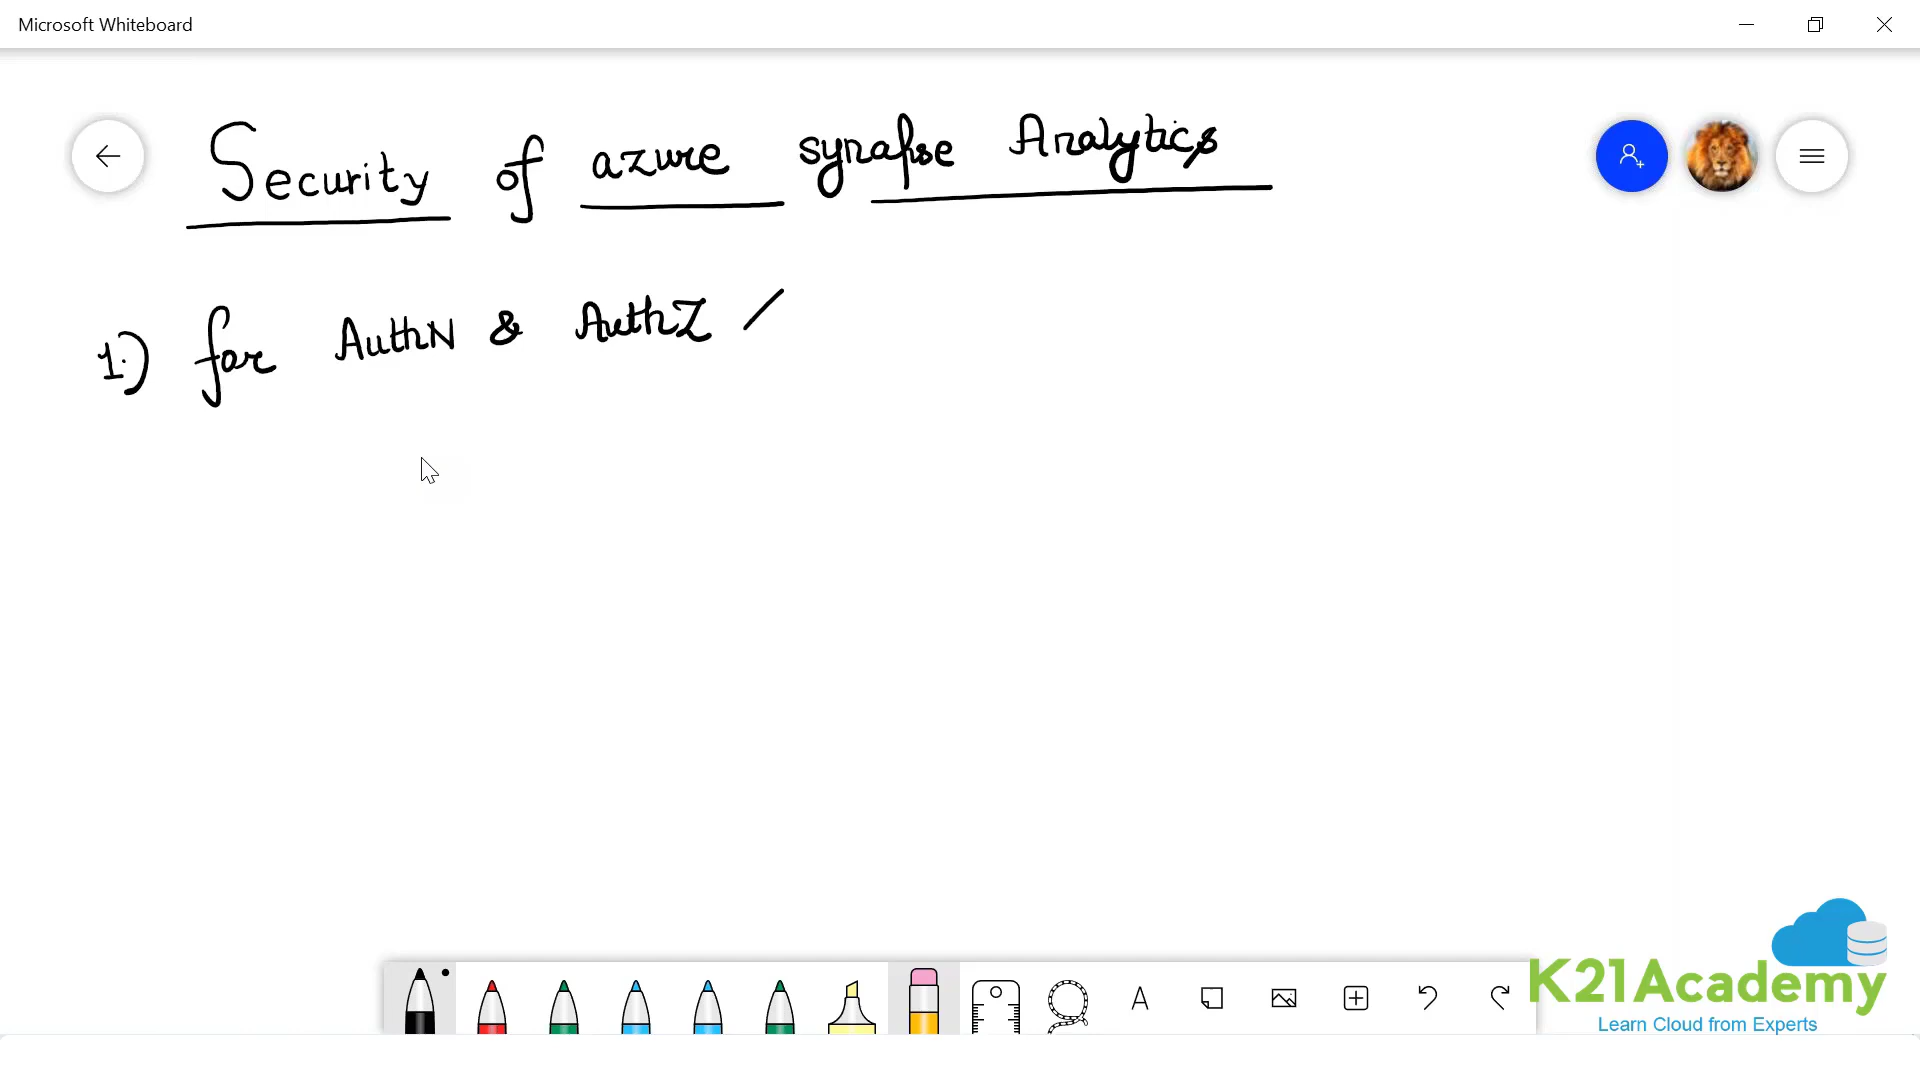 Microsoft Whiteboard
Security of azure synapse Analytics
1.) for AuthN & AuthZ /
A
K21Academy
Learn Cloud from Experts